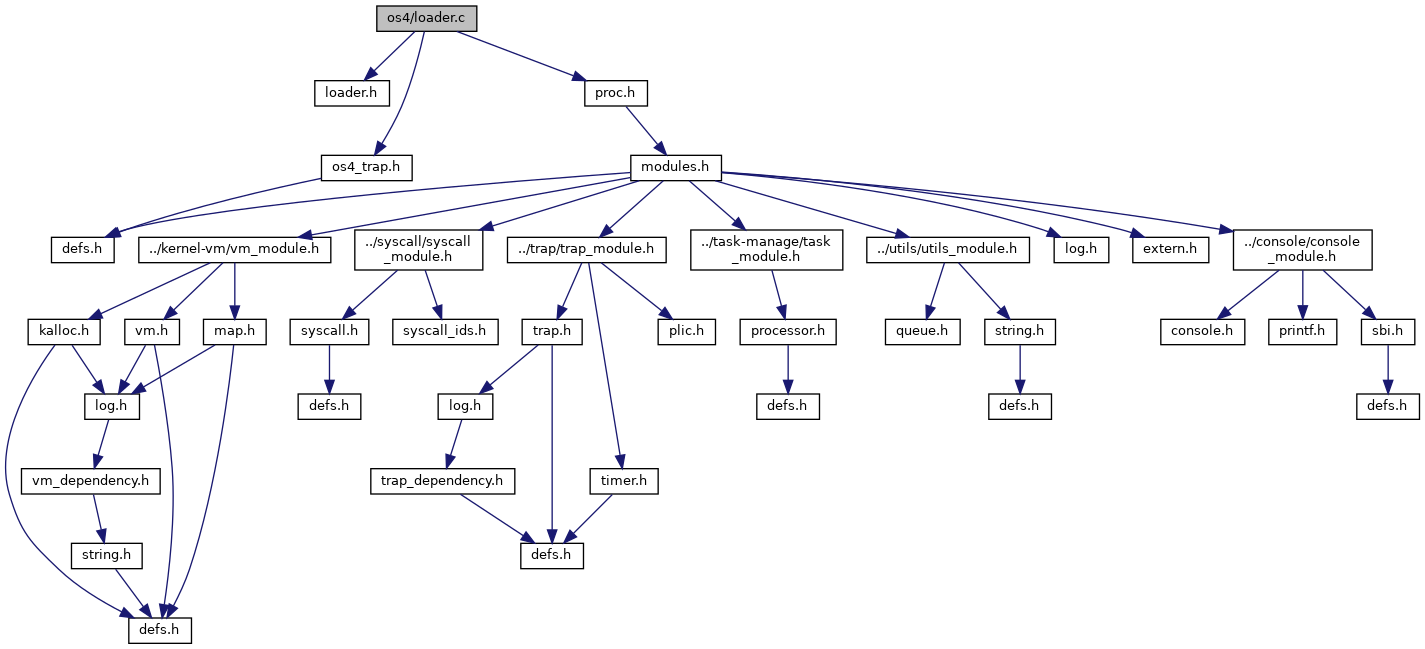 os4/loader.c
loader.h
proc.h
os4_trap.h
modules.h
defs.h
../kernel-vm/vm_module.h
../syscall/syscall
_module.h
../trap/trap_module.h
../task-manage/task
_module.h
../utils/utils_module.h
log.h
extern.h
../console/console
_module.h
kalloc.h
vm.h
map.h
syscall.h
syscall_ids.h
trap.h
plic.h
processor.h
queue.h
string.h
console.h
printf.h
sbi.h
log.h
defs.h
log.h
defs.h
defs.h
defs.h
vm_dependency.h
trap_dependency.h
timer.h
string.h
defs.h
defs.h